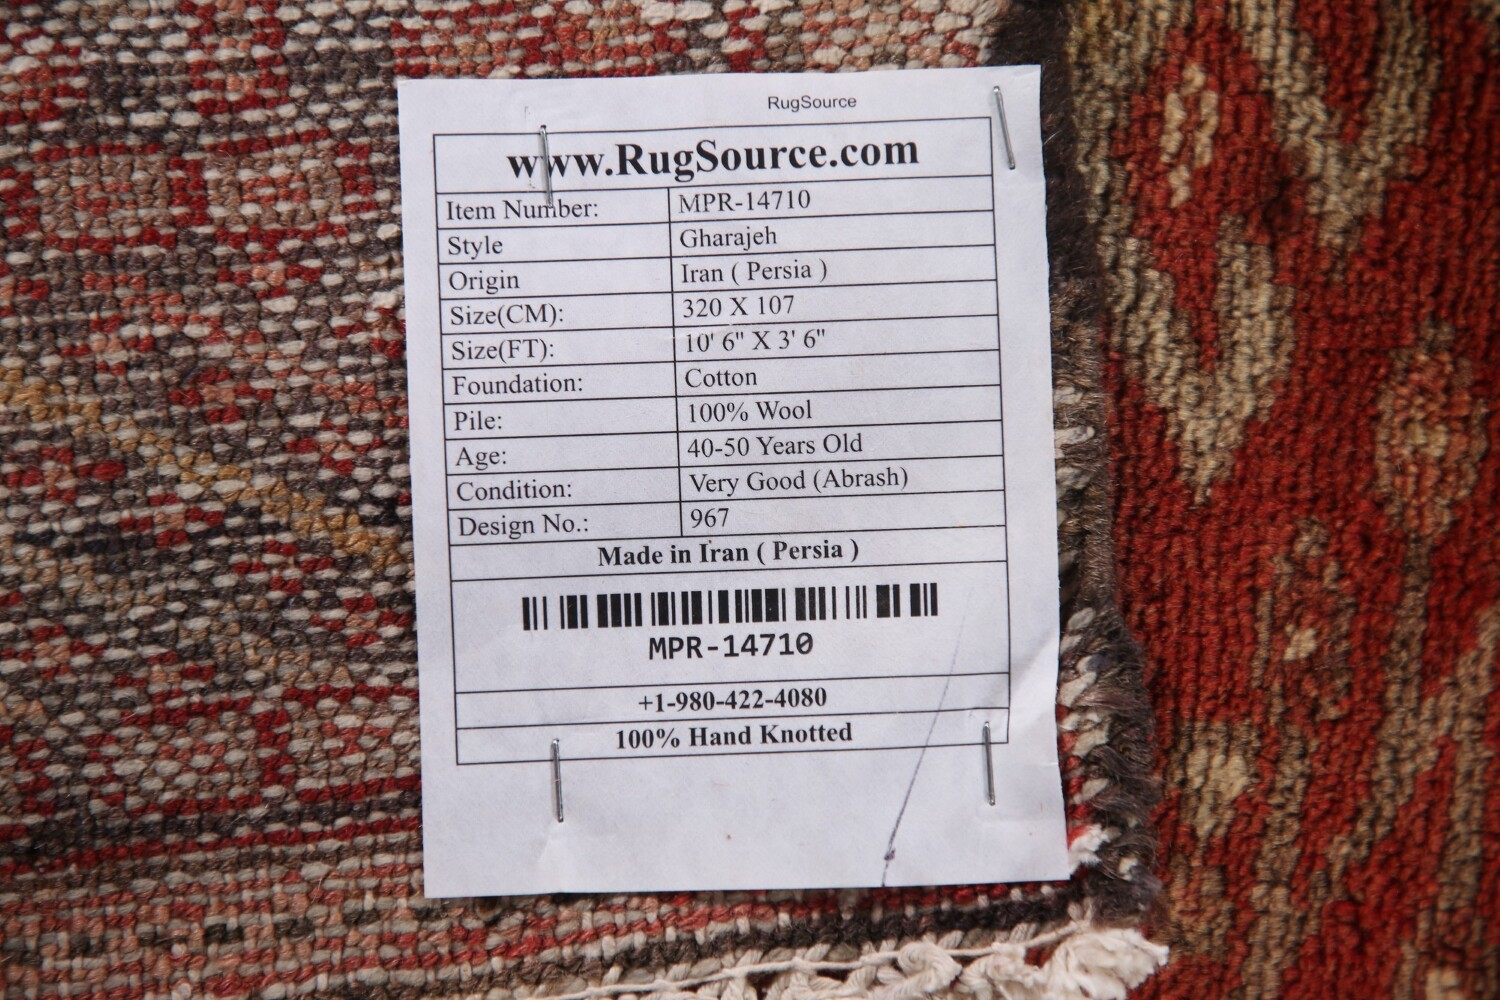 RugSource
www.RugSource.com
Item Number: MPR-14710
Style Gharajeh
Origin Iran ( Persia )
Size(CM): 320 X 107
Size(FT): 10' 6" X 3' 6"
Foundation: Cotton
Pile: 100% Wool
Age: 40-50 Years Old
Condition: Very Good (Abrash)
Design No.: 967
Made in Iran ( Persia )
MPR-14710
+1-980-422-4080
100% Hand Knotted